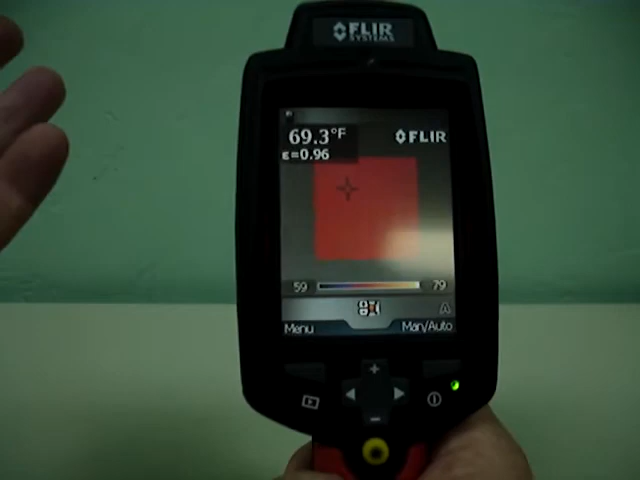 FLIR
SYSTEMS
69.3°F
FLIR
ε=0.96
59
79
A
Menu
Man/Auto